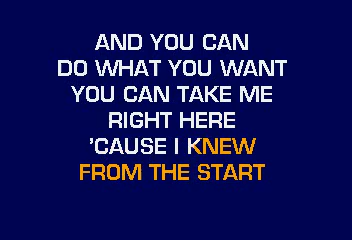 AND YOU CAN
DO WHAT YOU WANT
YOU CAN TAKE ME
RIGHT HERE
'CAUSE I KNEW
FROM THE START